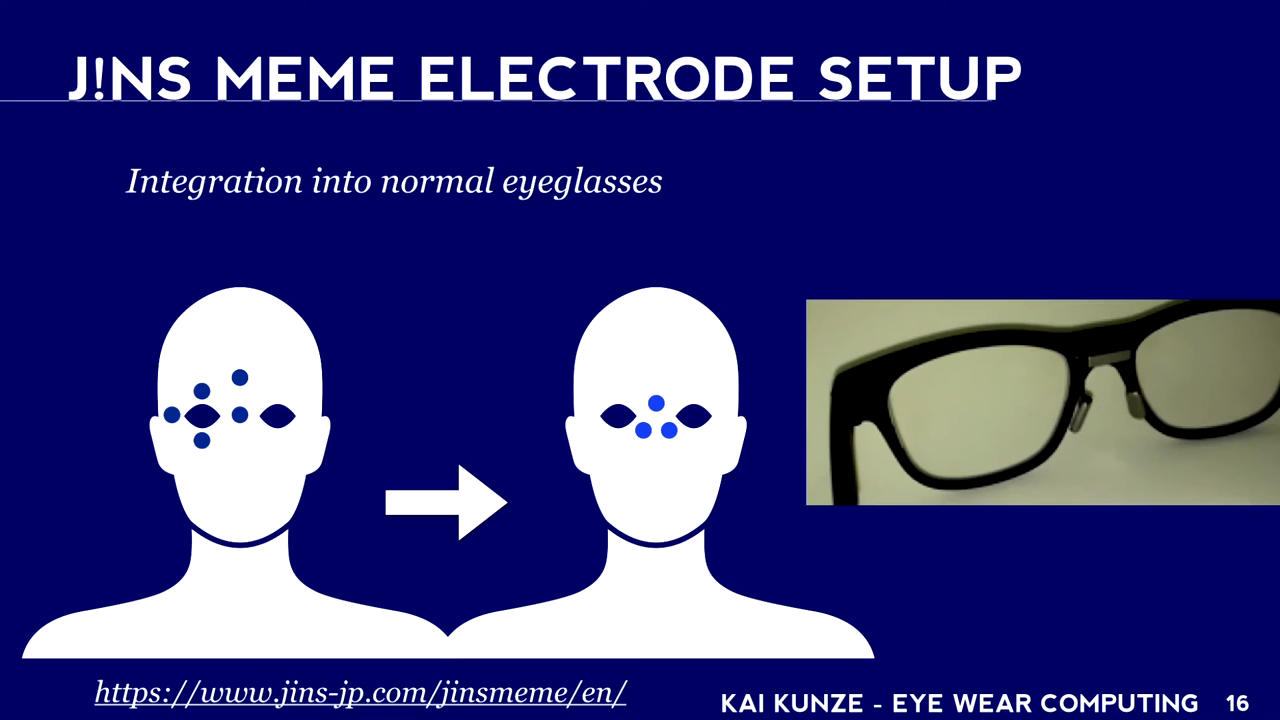 J!NS MEME ELECTRODE SETUP
Integration into normal eyeglasses
https://www.jins-jp.com/jinsmeme/en/
KAI KUNZE - EYE WEAR COMPUTING 16